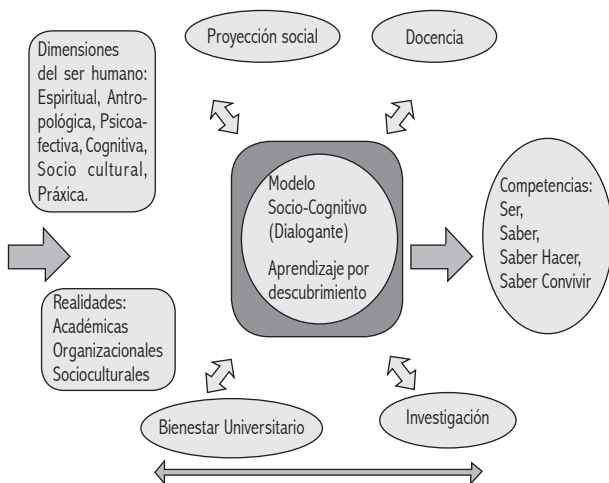 Dimensiones
del ser humano:
Espiritual, Antro-
pológica, Psicoa-
fectiva, Cognitiva,
Socio cultural,
Práxica.
Proyección social
Docencia
Modelo
Socio-Cognitivo
(Dialogante)
Aprendizaje por
descubrimiento
Competencias:
Ser,
Saber,
Saber Hacer,
Saber Convivir
Realidades:
Académicas
Organizacionales
Socioculturales
Bienestar Universitario
Investigación